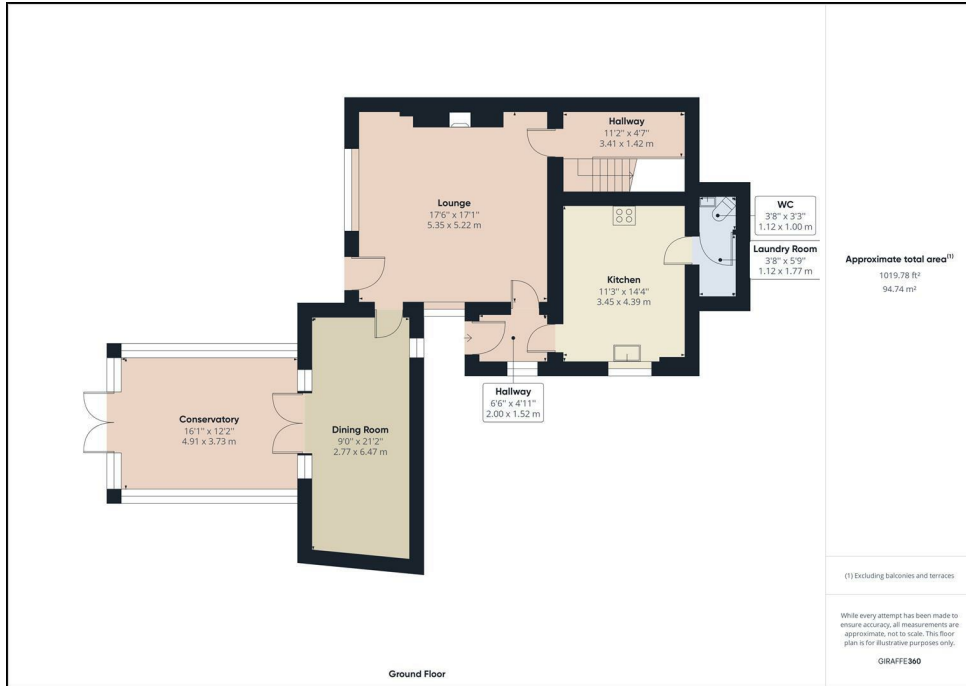 Hallway
11'2" x 4'7"
3.41 x 1.42 m
Lounge
17'6" x 17'1"
5.35 x 5.22 m
WC
3'8" x 3'3"
1.12 x 1.00 m
Laundry Room
3'8" x 5'9"
1.12 x 1.77 m
Kitchen
11'3" x 14'4"
3.45 x 4.39 m
Hallway
6'6" x 4'11"
2.00 x 1.52 m
Conservatory
16'1" x 12'2"
4.91 x 3.73 m
Dining Room
9'0" x 21'2"
2.77 x 6.47 m
Ground Floor
Approximate total area(1)
1019.78 ft²
94.74 m²
(1) Excluding balconies and terraces
While every attempt has been made to
ensure accuracy, all measurements are
approximate, not to scale. This floor
plan is for illustrative purposes only.
GIRAFFE360